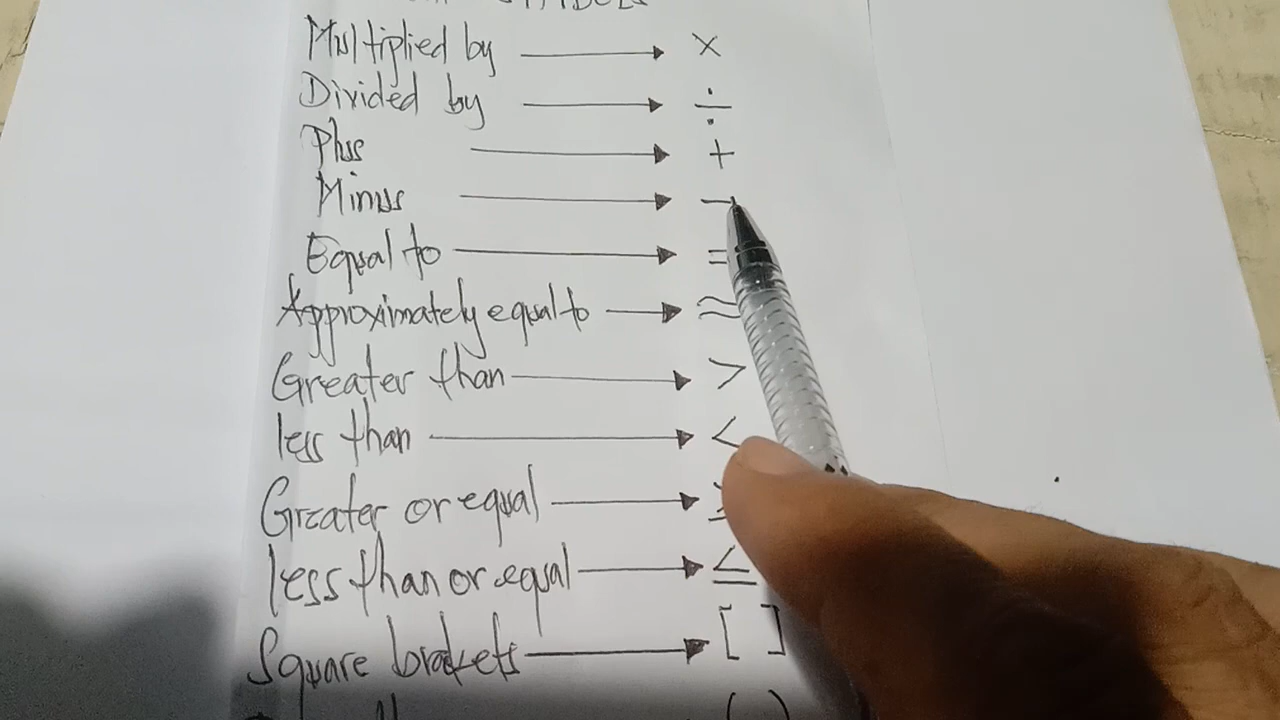 Multiplied by → ×
Divided by → ÷
Plus → +
Minus → −
Equal to → =
Approximately equal to → ≈
Greater than → >
less than → <
Greater or equal →
less than or equal → ≤
Square brackets → [ ]